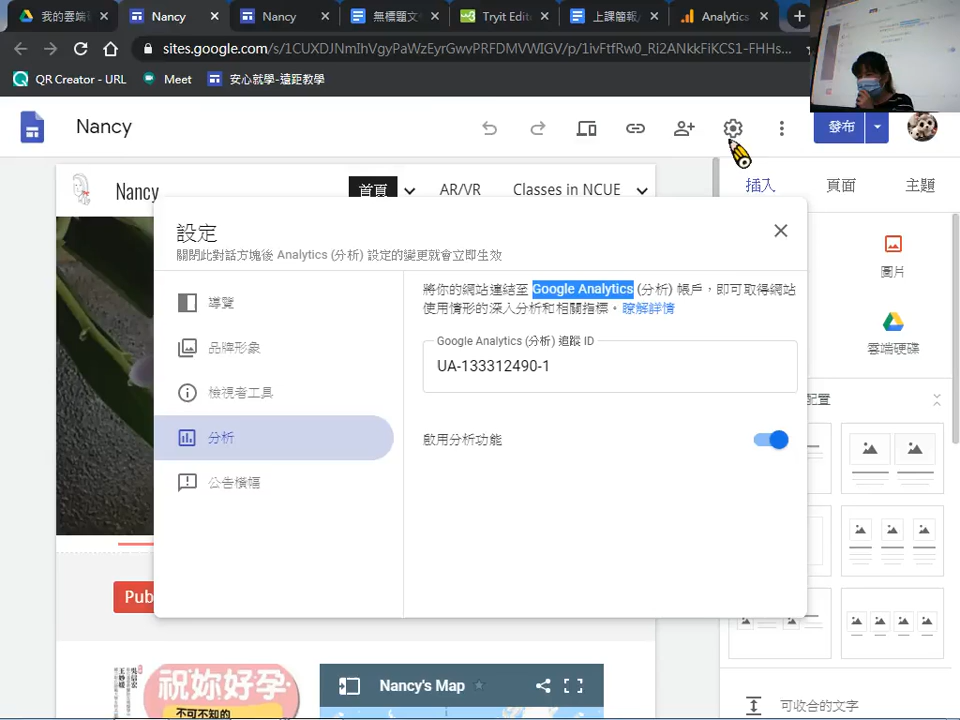 我的雲端
Nancy
Nancy
無標題文
Tryit Edit
上課簡報
Analytics
sites.google.com/s/1CUXDJNmIhVgyPaWzEyrGwvPRFDMVWIGV/p/1ivFtfRw0_Ri2ANkkFiKCS1-FHHs...
QR Creator - URL
Meet
安心就學-遠距教學
Nancy
發布
插入
頁面
主題
Nancy
首頁
AR/VR
Classes in NCUE
圖片
雲端硬碟
設定
關閉此對話方塊後 Analytics (分析) 設定的變更就會立即生效
導覽
品牌形象
檢視者工具
分析
公告橫幅
將你的網站連結至 Google Analytics (分析) 帳戶，即可取得網站
使用情形的深入分析和相關指標。瞭解詳情
Google Analytics (分析) 追蹤 ID
UA-133312490-1
啟用分析功能
配置
Pub
吳信宏
王妙媛
祝妳好孕
不可不知的
Nancy's Map
可收合的文字